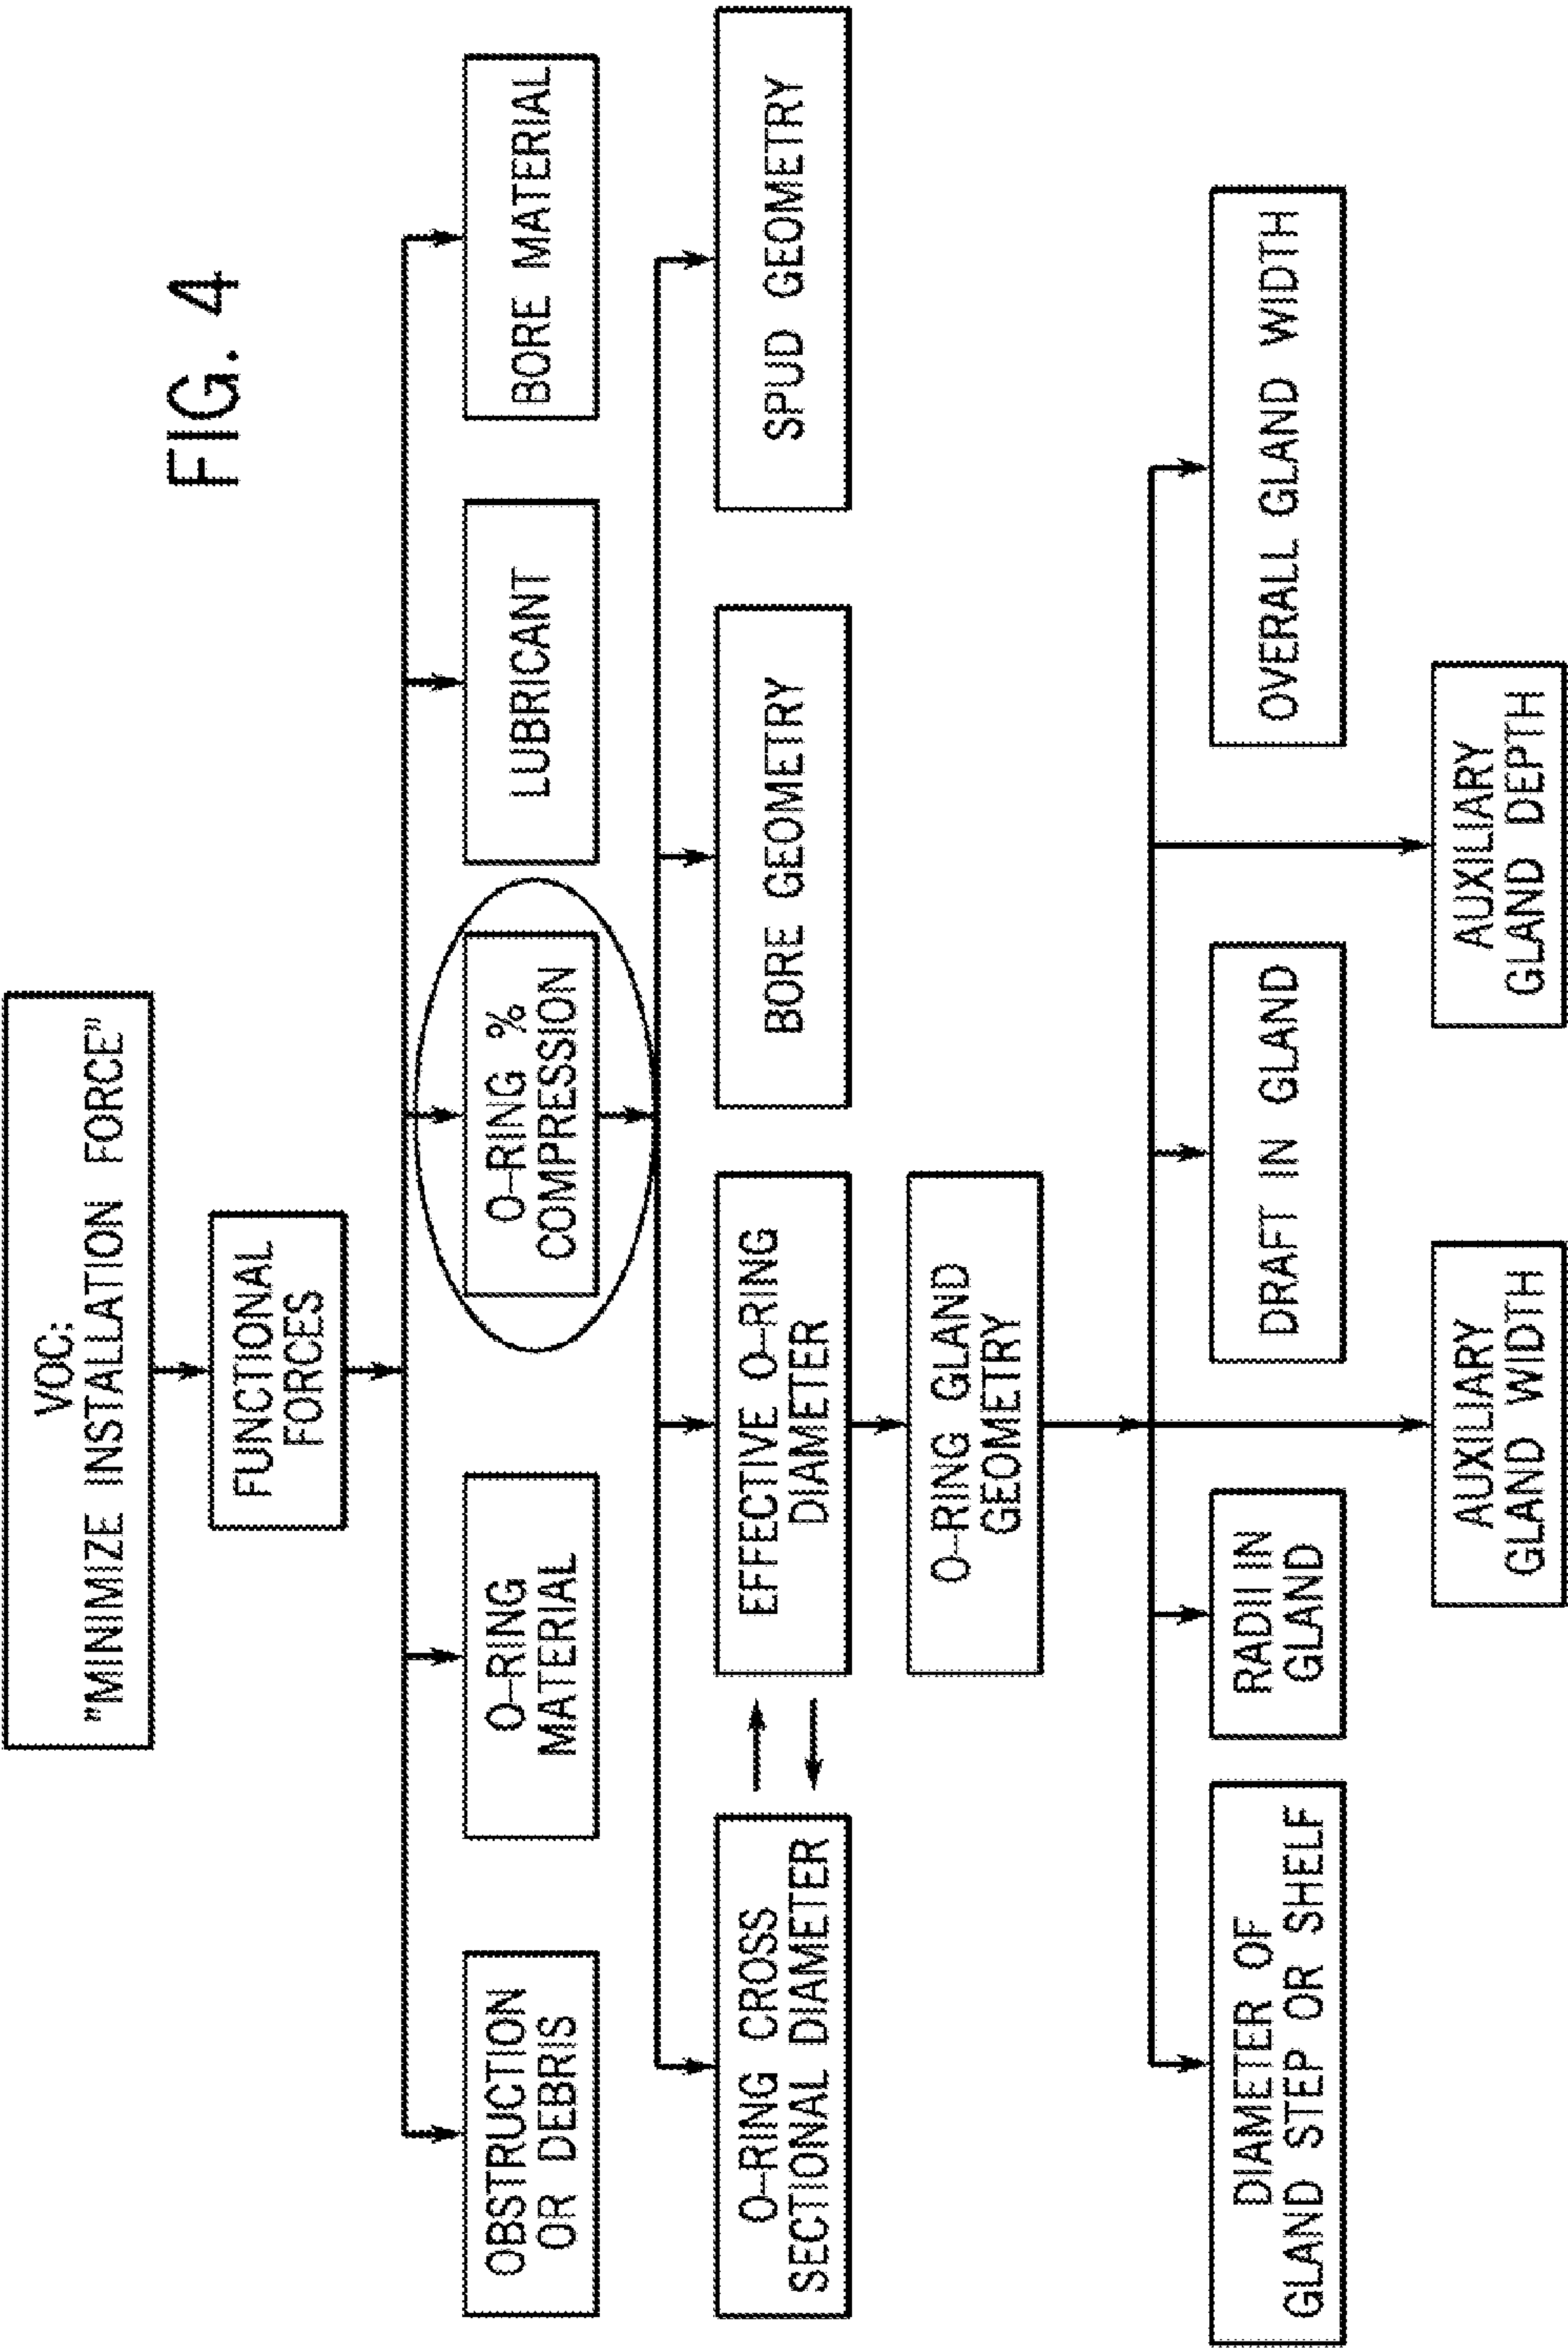 FIG. 4
VOC:
"MINIMIZE INSTALLATION FORCE"
FUNCTIONAL
FORCES
OBSTRUCTION
OR DEBRIS
O-RING
MATERIAL
O-RING %
COMPRESSION
LUBRICANT
BORE MATERIAL
O-RING CROSS
SECTIONAL DIAMETER
EFFECTIVE O-RING
DIAMETER
BORE GEOMETRY
SPUD GEOMETRY
O-RING GLAND
GEOMETRY
DIAMETER OF
GLAND STEP OR SHELF
RADII IN
GLAND
DRAFT IN GLAND
OVERALL GLAND WIDTH
AUXILIARY
GLAND WIDTH
AUXILIARY
GLAND DEPTH